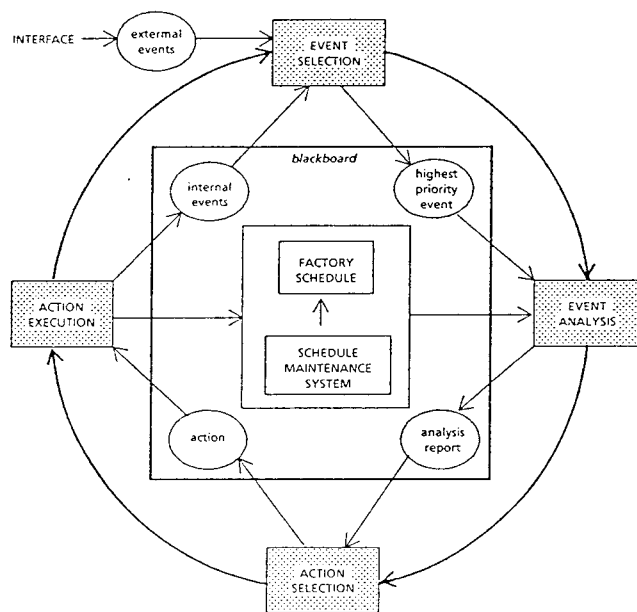 INTERFACE
extermal
events
EVENT
SELECTION
blackboard
internal
events
highest
priority
event
FACTORY
SCHEDULE
ACTION
EXECUTION
EVENT
ANALYSIS
SCHEDULE
MAINTENANCE
SYSTEM
action
analysis
report
ACTION
SELECTION